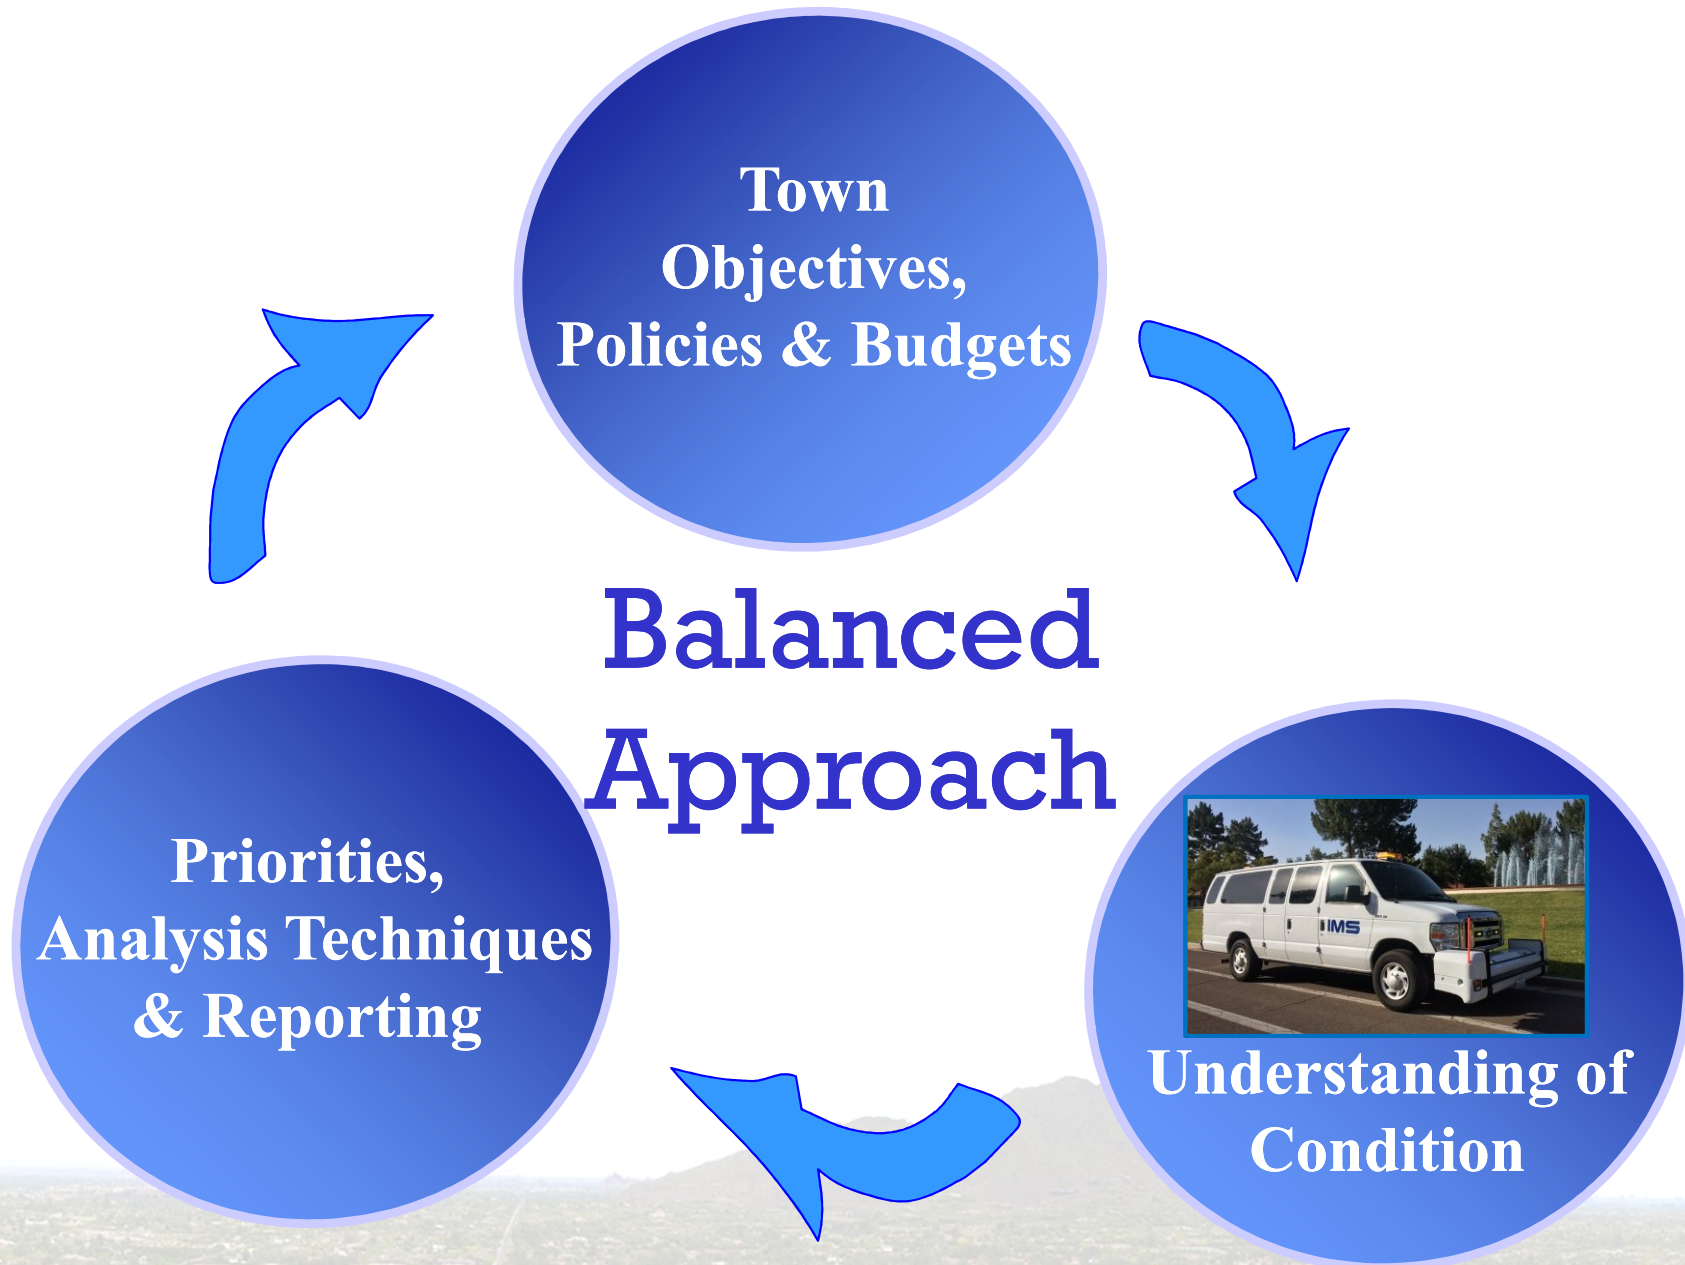 Town
Objectives,
Policies & Budgets
Balanced
Approach
Priorities,
Analysis Techniques
& Reporting
IMS
Understanding of
Condition